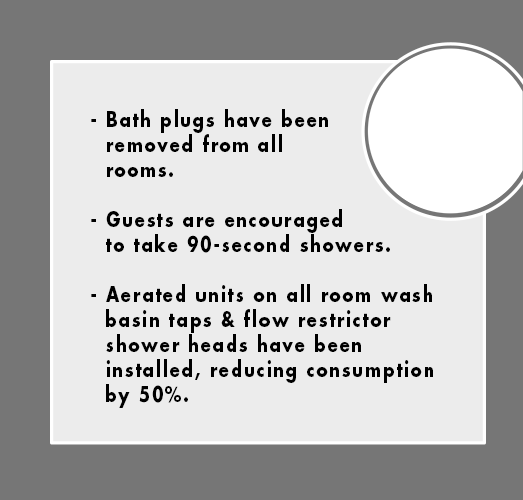 - Bath plugs have been
removed from all
rooms.
- Guests are encouraged
to take 90-second showers.
- Aerated units on all room wash
basin taps & flow restrictor
shower heads have been
installed, reducing consumption
by 50%.